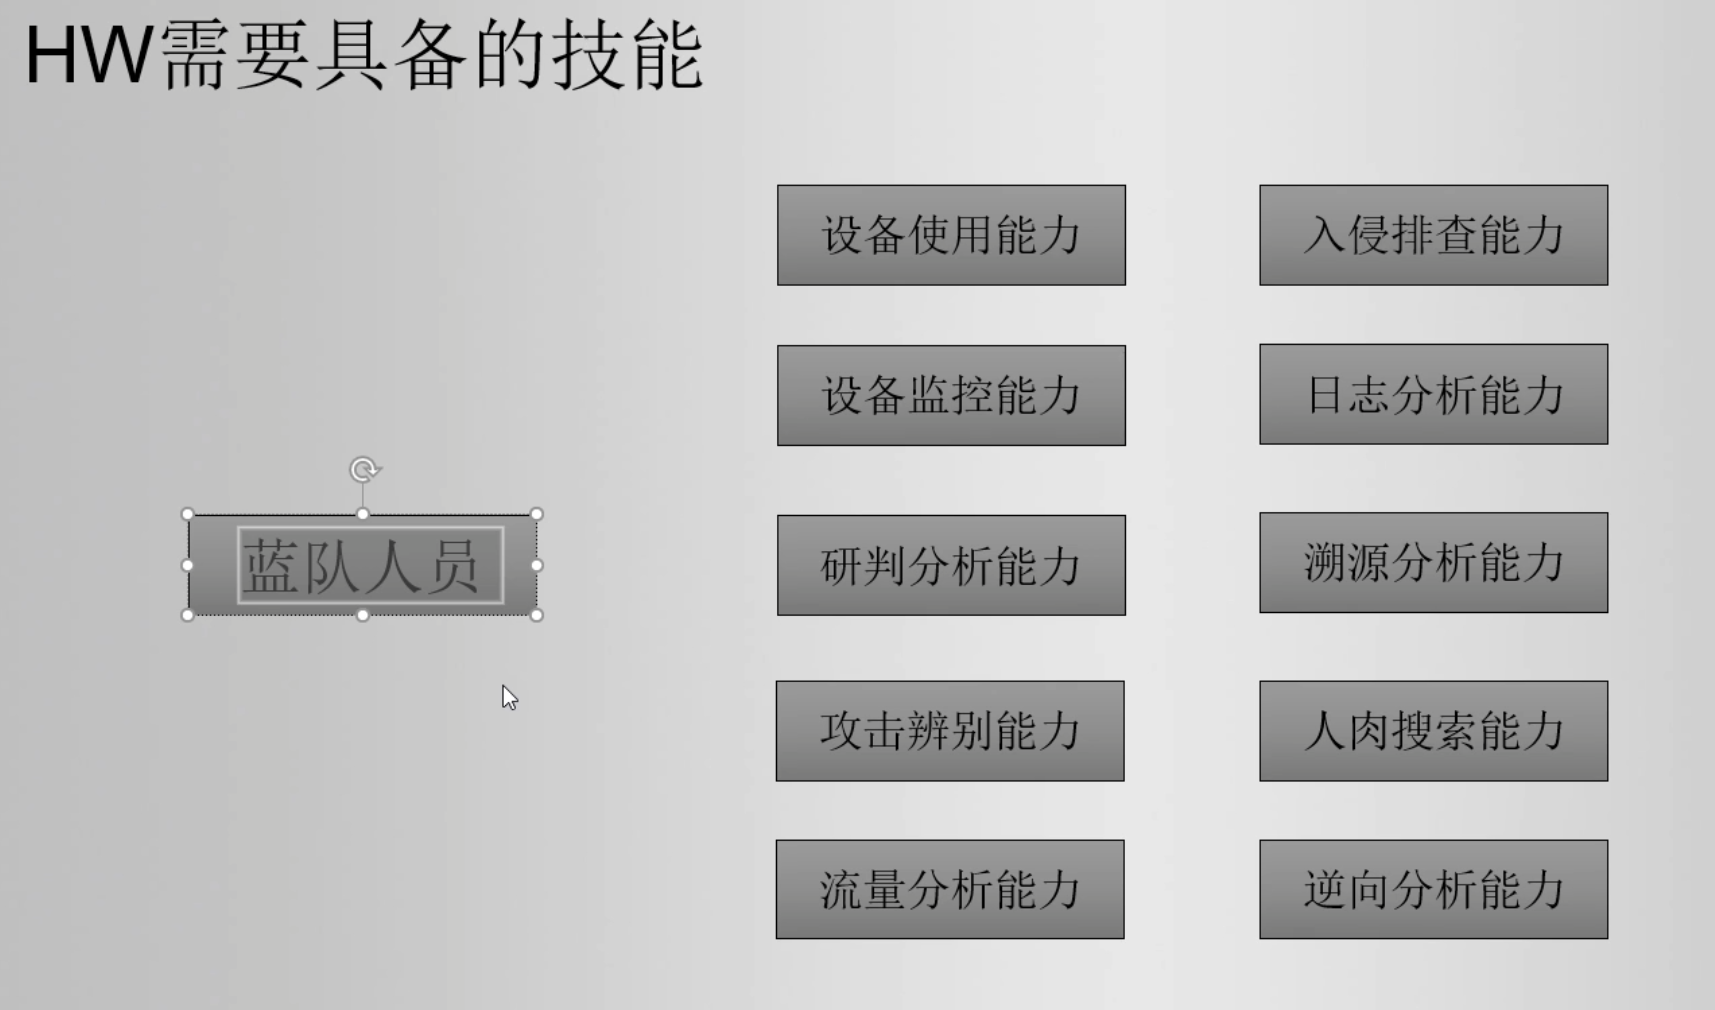 HW需要具备的技能
设备使用能力
入侵排查能力
设备监控能力
日志分析能力
蓝队人员
研判分析能力
溯源分析能力
攻击辨别能力
人肉搜索能力
流量分析能力
逆向分析能力